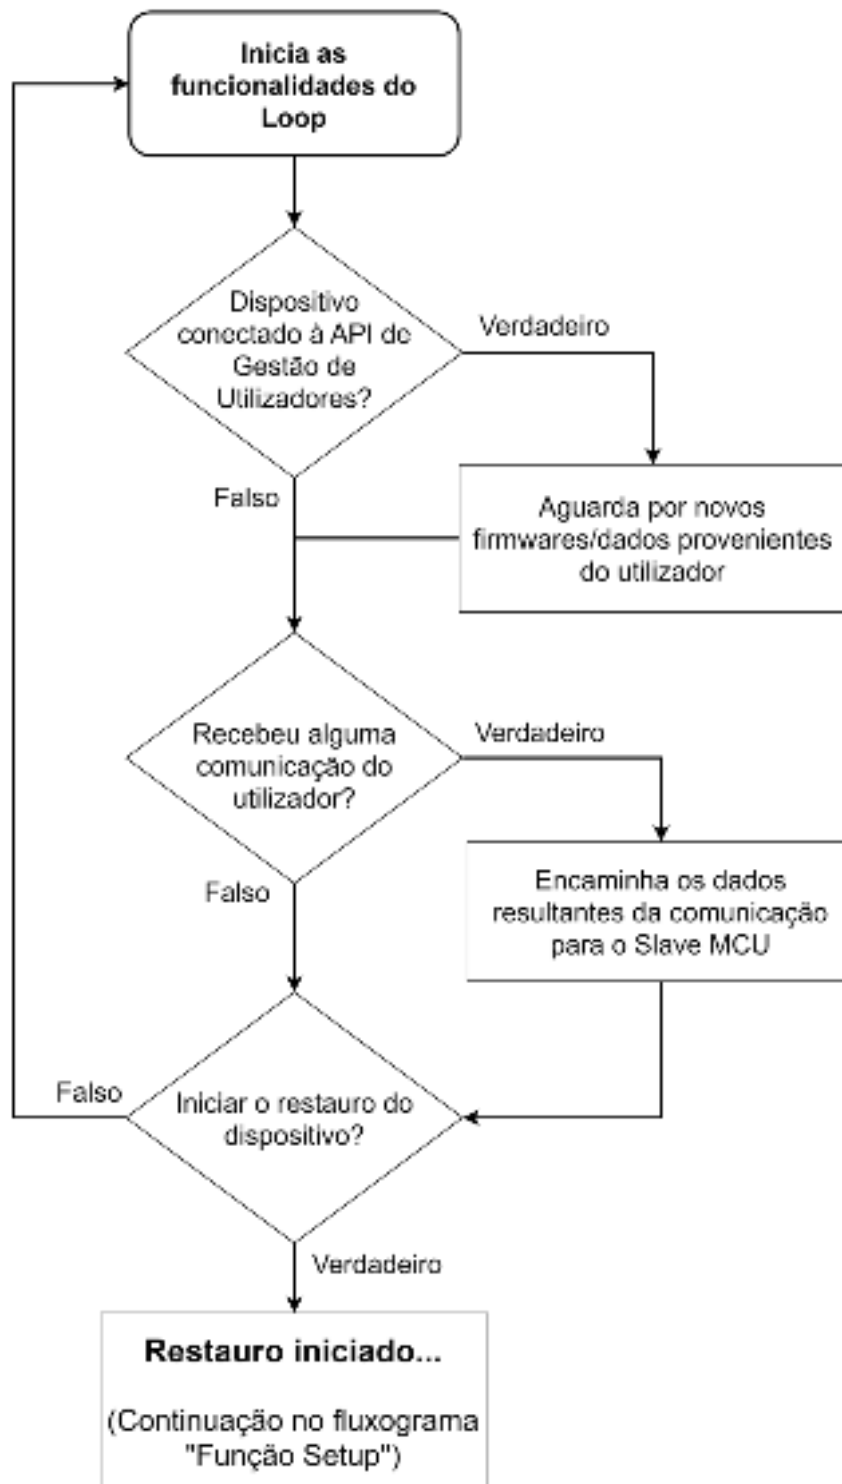 Inicia as
funcionalidades do
Loop
Dispositivo
conectado à API de
Gestão de
Utilizadores?
Verdadeiro
Falso
Aguarda por novos
firmwares/dados provenientes
do utilizador
Recebeu alguma
comunicação do
utilizador?
Verdadeiro
Falso
Encaminha os dados
resultantes da comunicação
para o Slave MCU
Falso
Iniciar o restauro do
dispositivo?
Verdadeiro
Restauro iniciado...
(Continuação no fluxograma
"Função Setup")